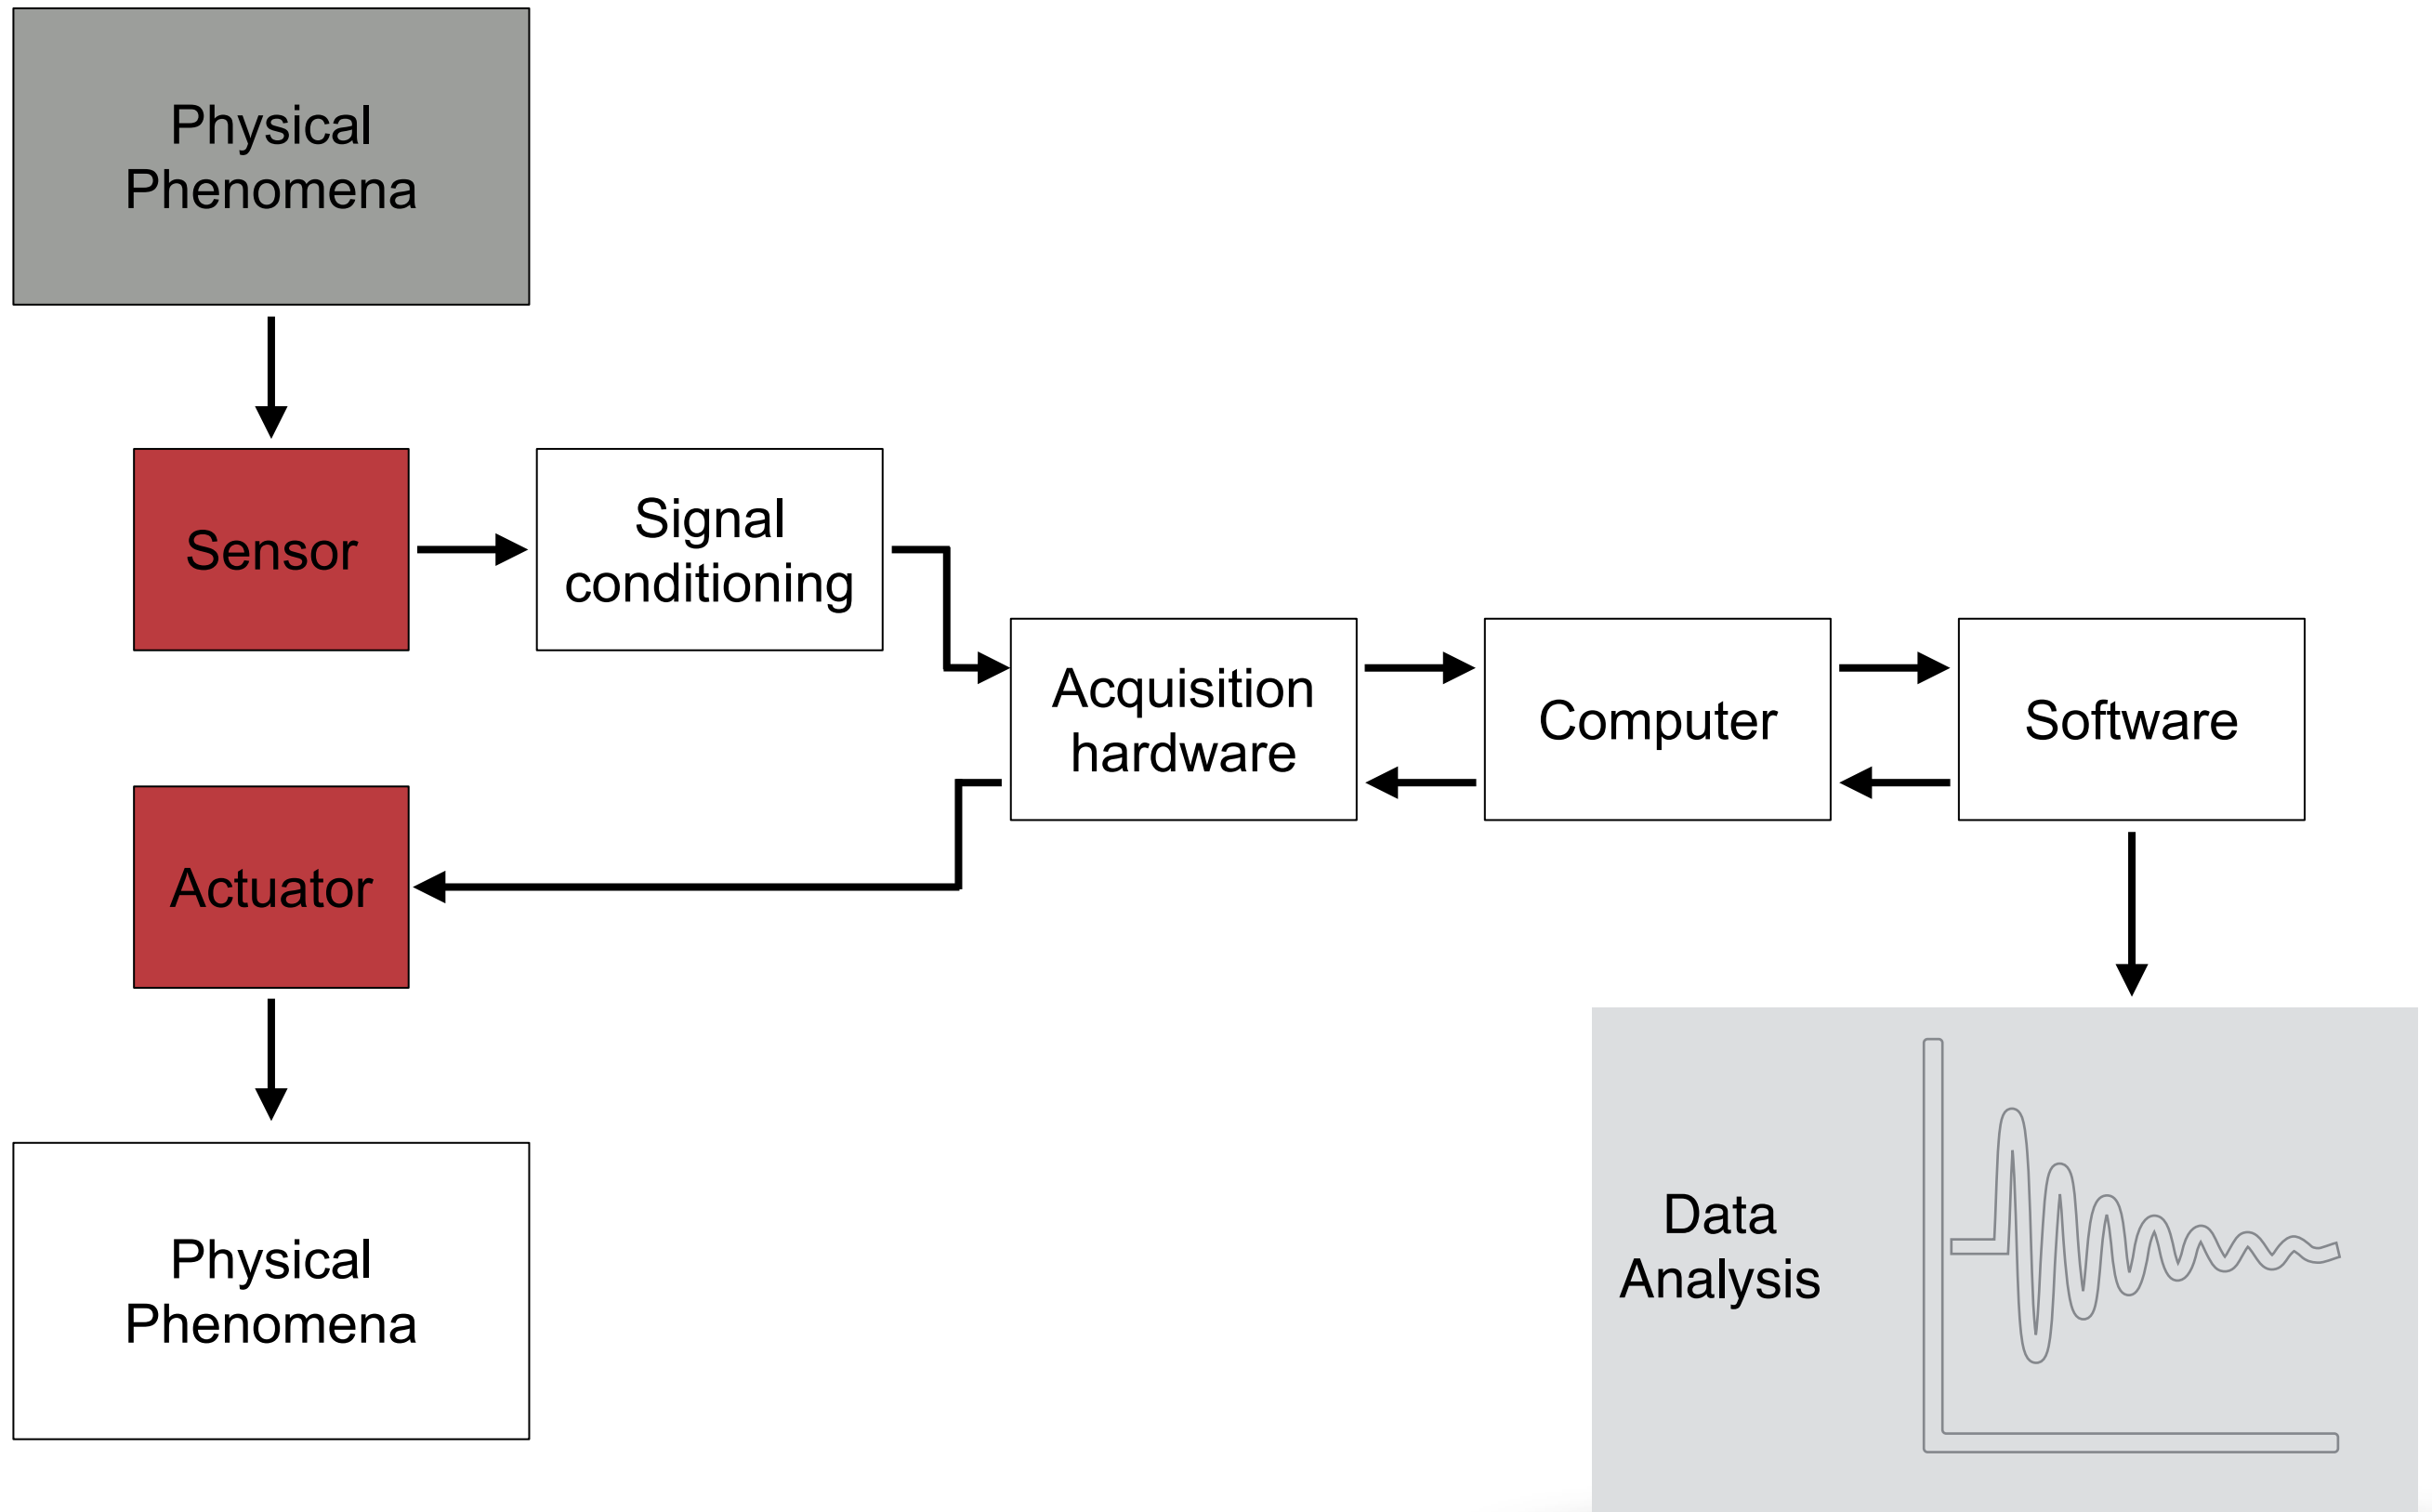 Physical
Phenomena
Sensor
Signal
conditioning
Acquisition
hardware
Computer
Software
Actuator
Physical
Phenomena
Data
Analysis